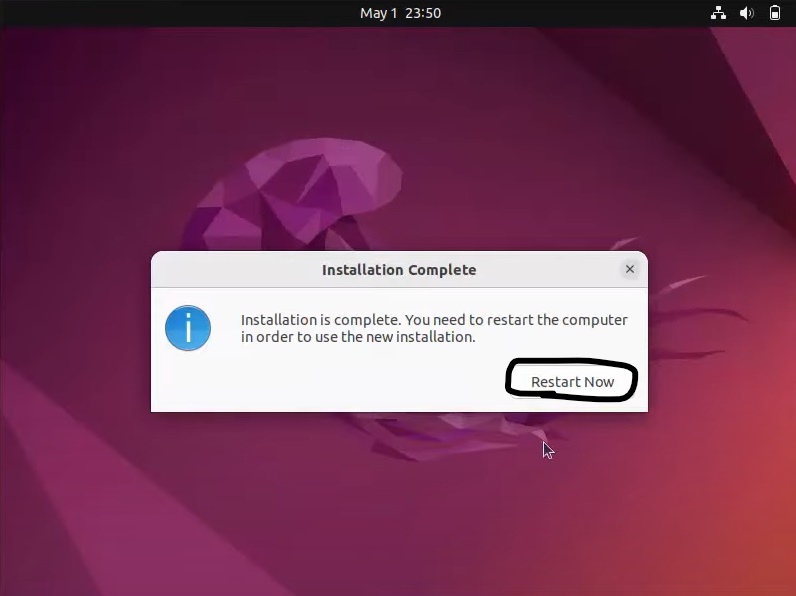 May 1 23:50
Installation Complete
Installation is complete. You need to restart the computer
in order to use the new installation.
Restart Now